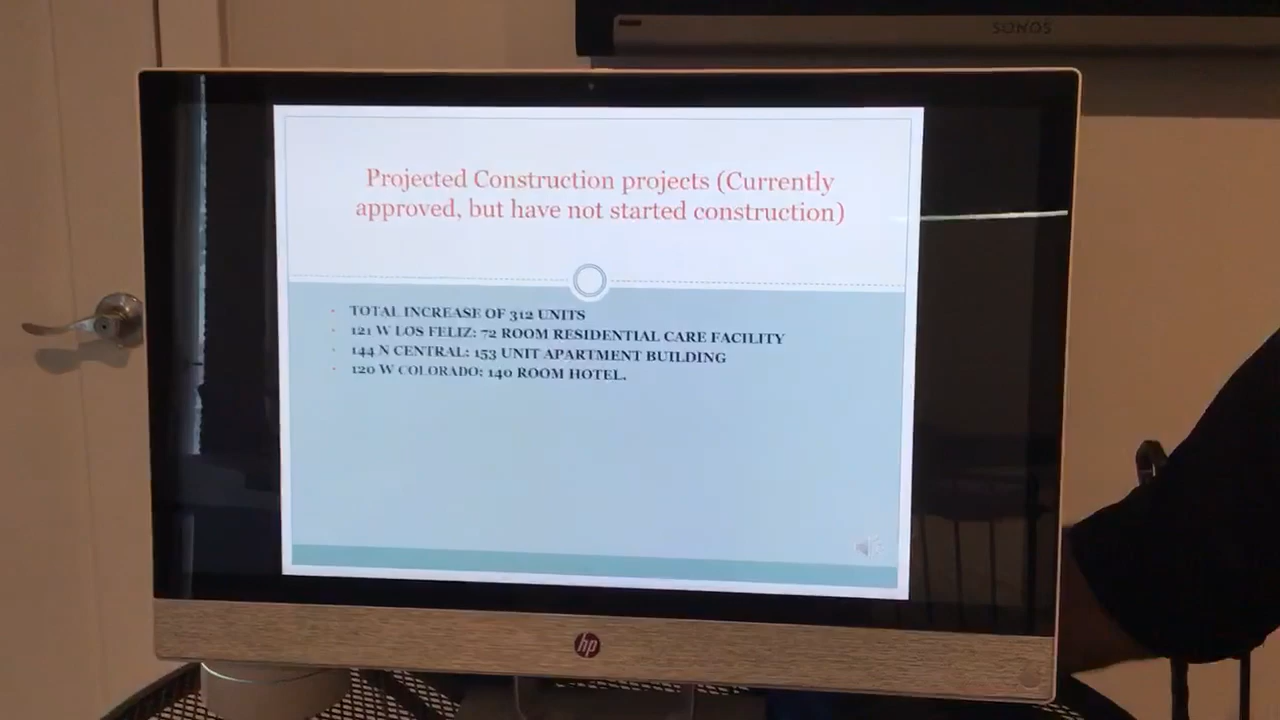 SONOS
Projected Construction projects (Currently
approved, but have not started construction)
TOTAL INCREASE OF 312 UNITS
121 W LOS FELIZ: 72 ROOM RESIDENTIAL CARE FACILITY
144 N CENTRAL: 153 UNIT APARTMENT BUILDING
120 W COLORADO: 140 ROOM HOTEL.
hp